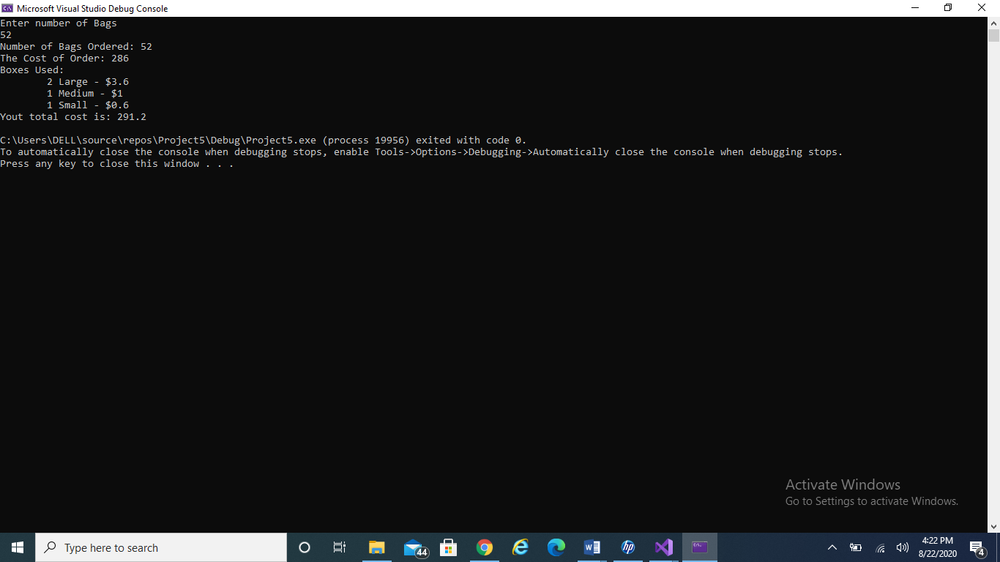 Microsoft Visual Studio Debug Console
Enter number of Bags
52
Number of Bags Ordered: 52
The Cost of Order: 286
Boxes Used:
2 Large - $3.6
1 Medium - $1
1 Small - $0.6
Yout total cost is: 291.2
C:\Users\DELL\source\repos\Project5\Debug\Project5.exe (process 19956) exited with code 0.
To automatically close the console when debugging stops, enable Tools->Options->Debugging->Automatically close the console when debugging stops.
Press any key to close this window . . .
Activate Windows
Go to Settings to activate Windows.
Type here to search
44
4:22 PM
8/22/2020
4